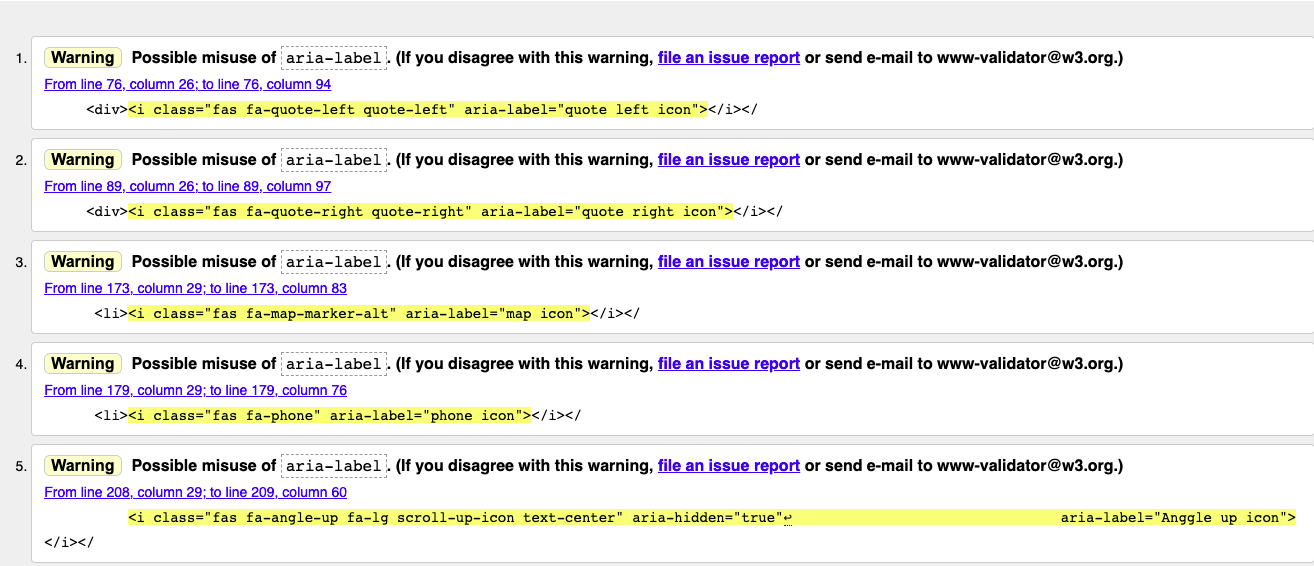 1. Warning Possible misuse of aria-label. (If you disagree with this warning, file an issue report or send e-mail to www-validator@w3.org.)
From line 76, column 26; to line 76, column 94
<div><i class="fas fa-quote-left quote-left" aria-label="quote left icon"></i></
2. Warning Possible misuse of aria-label. (If you disagree with this warning, file an issue report or send e-mail to www-validator@w3.org.)
From line 89, column 26; to line 89, column 97
<div><i class="fas fa-quote-right quote-right" aria-label="quote right icon"></i></
3. Warning Possible misuse of aria-label. (If you disagree with this warning, file an issue report or send e-mail to www-validator@w3.org.)
From line 173, column 29; to line 173, column 83
<li><i class="fas fa-map-marker-alt" aria-label="map icon"></i></
4. Warning Possible misuse of aria-label. (If you disagree with this warning, file an issue report or send e-mail to www-validator@w3.org.)
From line 179, column 29; to line 179, column 76
<li><i class="fas fa-phone" aria-label="phone icon"></i></
5. Warning Possible misuse of aria-label. (If you disagree with this warning, file an issue report or send e-mail to www-validator@w3.org.)
From line 208, column 29; to line 209, column 60
<i class="fas fa-angle-up fa-lg scroll-up-icon text-center" aria-hidden="true"↩ aria-label="Anggle up icon">
</i></